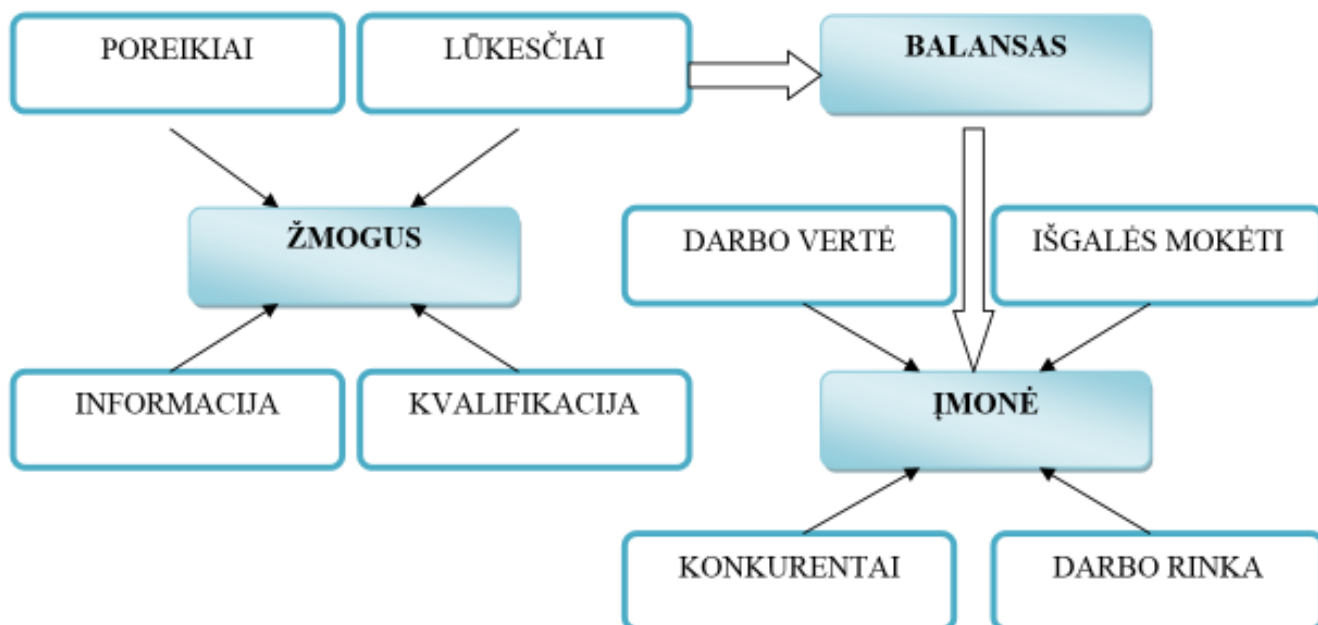 POREIKIAI
LŪKESČIAI
BALANSAS
ŽMOGUS
DARBO VERTĖ
IŠGALĖS MOKĖTI
INFORMACIJA
KVALIFIKACIJA
ĮMONĖ
KONKURENTAI
DARBO RINKA